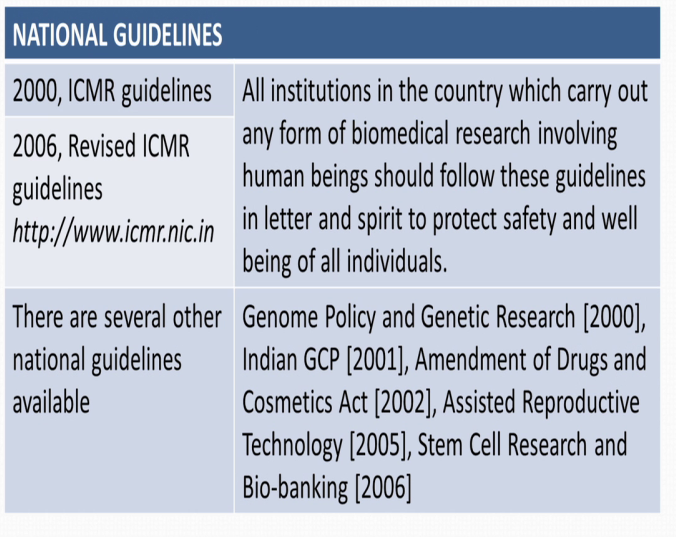 NATIONAL GUIDELINES
2000, ICMR guidelines
2006, Revised ICMR
guidelines
http://www.icmr.nic.in
All institutions in the country which carry out
any form of biomedical research involving
human beings should follow these guidelines
in letter and spirit to protect safety and well
being of all individuals.
There are several other
national guidelines
available
Genome Policy and Genetic Research [2000],
Indian GCP [2001], Amendment of Drugs and
Cosmetics Act [2002], Assisted Reproductive
Technology [2005], Stem Cell Research and
Bio-banking [2006]